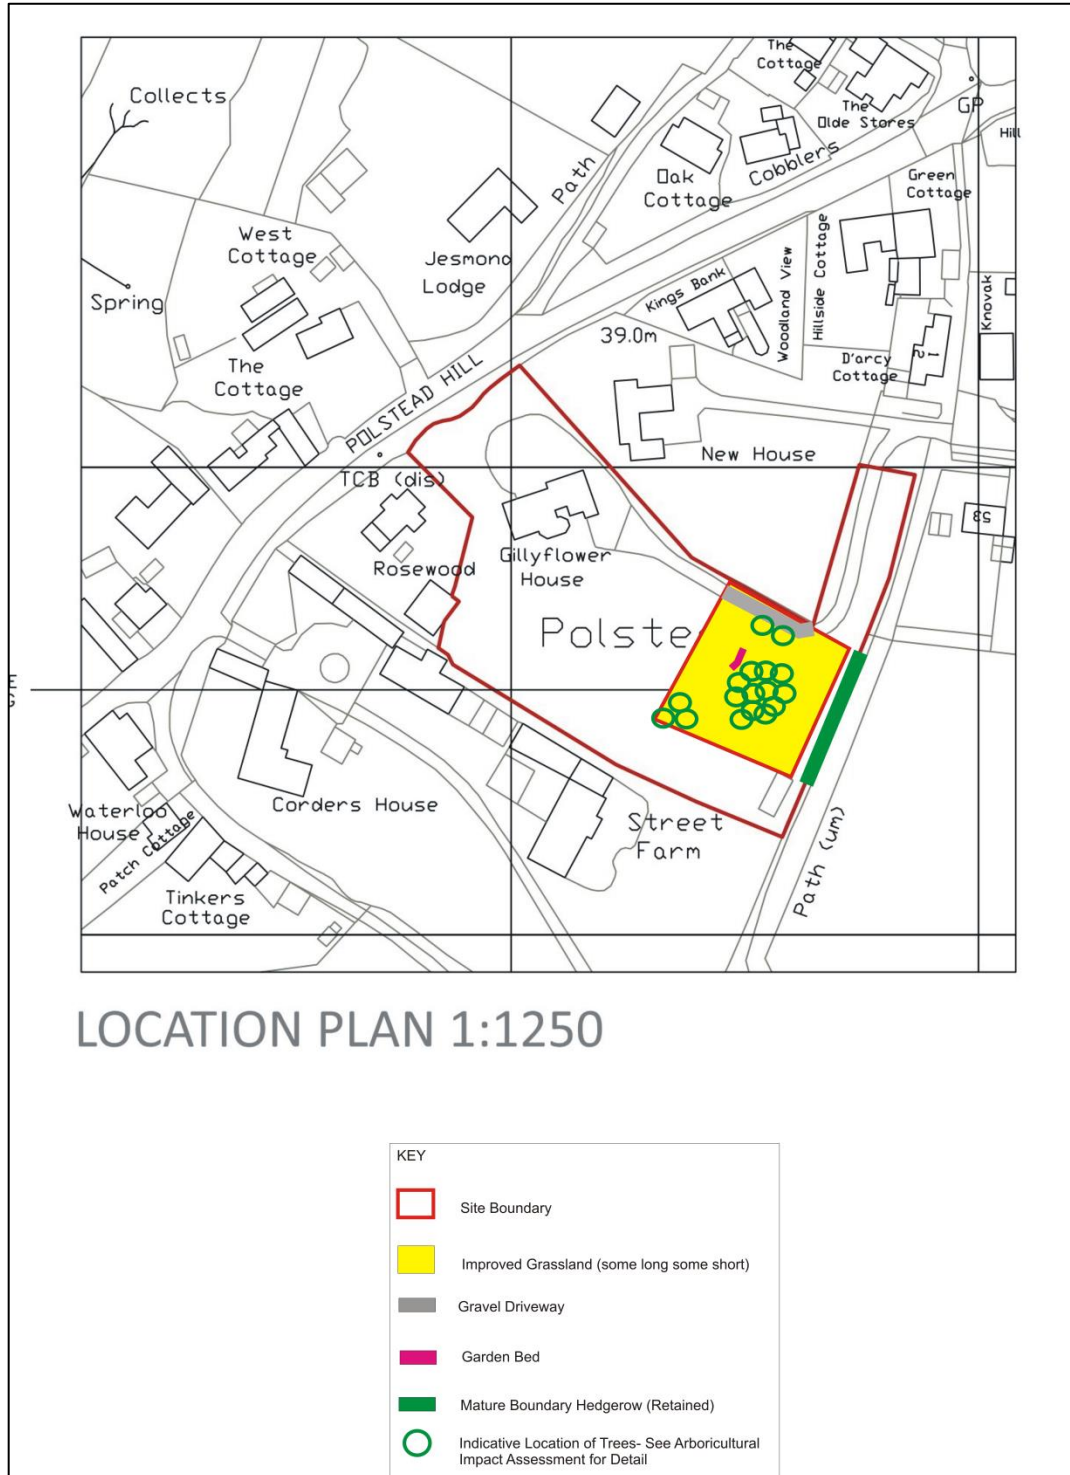 The
Cottage
Collects
GP
The
Olde Stores
Hill
Cobblers
Path
Oak
Cottage
Green
Cottage
West
Cottage
Jesmond
Lodge
Hillside Cottage
Woodland View
Kings Bank
Knovak
Spring
39.0m
12
D'arcy
Cottage
The
Cottage
POLSTEAD HILL
New House
TCB (dis)
53
Rosewood
Gillyflower
House
Polste
Corders House
Waterloo
House
Patch Cottage
Street
Farm
Path (um)
Tinkers
Cottage
LOCATION PLAN 1:1250
KEY
Site Boundary
Improved Grassland (some long some short)
Gravel Driveway
Garden Bed
Mature Boundary Hedgerow (Retained)
Indicative Location of Trees- See Arboricultural
Impact Assessment for Detail